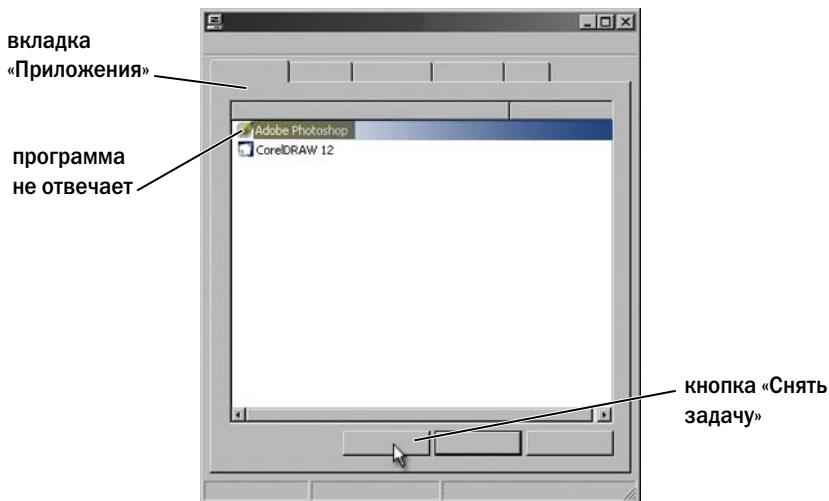 вкладка
«Приложения»
Adobe Photoshop
CorelDRAW 12
программа
не отвечает
кнопка «Снять
задачу»